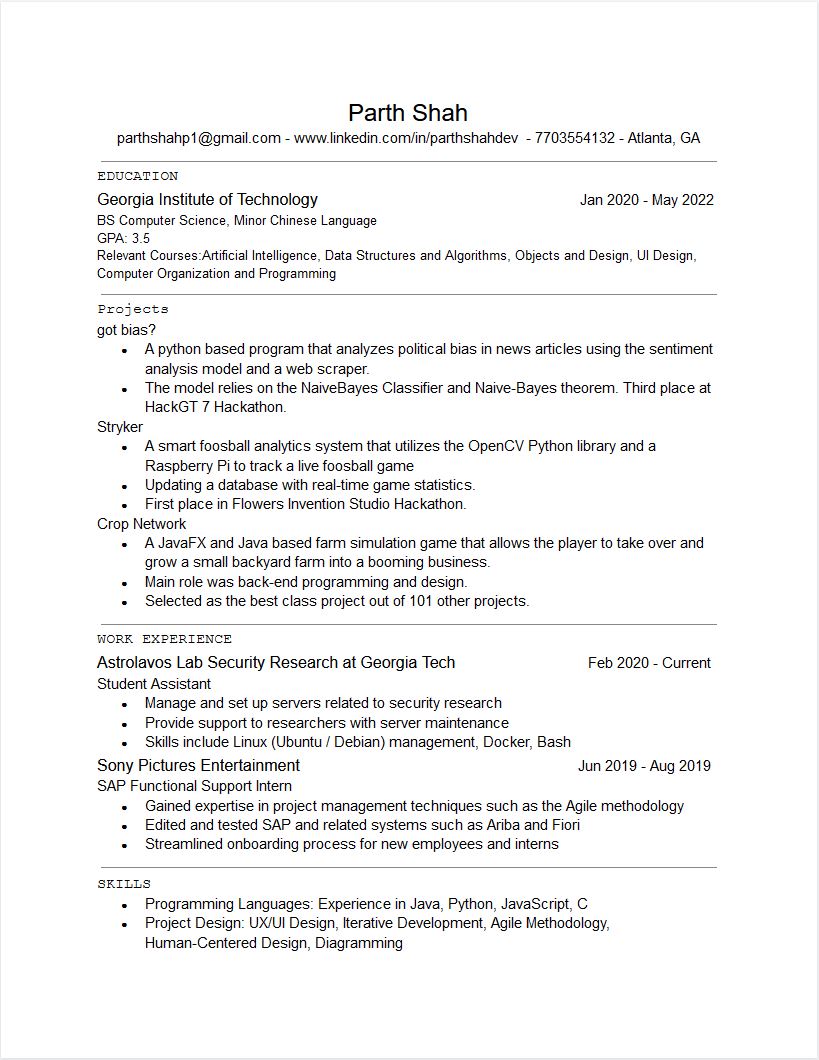 Parth Shah
parthshahp1@gmail.com - www.linkedin.com/in/parthshahdev - 7703554132 - Atlanta, GA
EDUCATION
Georgia Institute of Technology Jan 2020 - May 2022
BS Computer Science, Minor Chinese Language
GPA: 3.5
Relevant Courses:Artificial Intelligence, Data Structures and Algorithms, Objects and Design, UI Design,
Computer Organization and Programming
Projects
got bias?
• A python based program that analyzes political bias in news articles using the sentiment
analysis model and a web scraper.
• The model relies on the NaiveBayes Classifier and Naive-Bayes theorem. Third place at
HackGT 7 Hackathon.
Stryker
• A smart foosball analytics system that utilizes the OpenCV Python library and a
Raspberry Pi to track a live foosball game
• Updating a database with real-time game statistics.
• First place in Flowers Invention Studio Hackathon.
Crop Network
• A JavaFX and Java based farm simulation game that allows the player to take over and
grow a small backyard farm into a booming business.
• Main role was back-end programming and design.
• Selected as the best class project out of 101 other projects.
WORK EXPERIENCE
Astrolavos Lab Security Research at Georgia Tech Feb 2020 - Current
Student Assistant
• Manage and set up servers related to security research
• Provide support to researchers with server maintenance
• Skills include Linux (Ubuntu / Debian) management, Docker, Bash
Sony Pictures Entertainment Jun 2019 - Aug 2019
SAP Functional Support Intern
• Gained expertise in project management techniques such as the Agile methodology
• Edited and tested SAP and related systems such as Ariba and Fiori
• Streamlined onboarding process for new employees and interns
SKILLS
• Programming Languages: Experience in Java, Python, JavaScript, C
• Project Design: UX/UI Design, Iterative Development, Agile Methodology,
Human-Centered Design, Diagramming